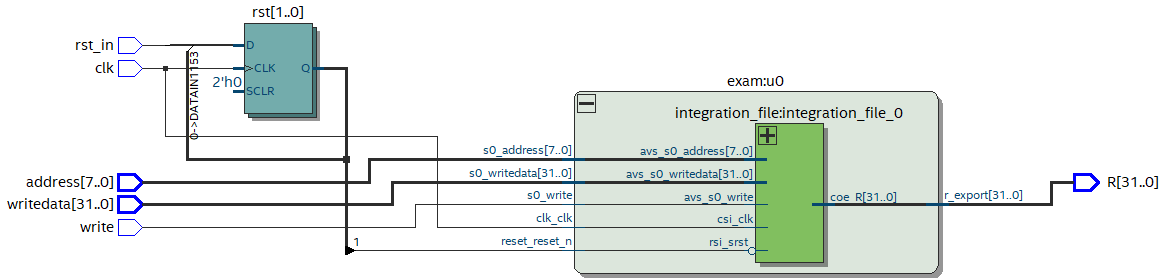 rst[1..0]
rst_in
D
clk
CLK
Q
2'h0
SCLR
0->DATAIN1153
exam:u0
integration_file:integration_file_0
s0_address[7..0]
avs_s0_address[7..0]
address[7..0]
s0_writedata[31..0]
avs_s0_writedata[31..0]
R[31..0]
writedata[31..0]
s0_write
avs_s0_write
coe_R[31..0]
r_export[31..0]
write
clk_clk
csi_clk
1
reset_reset_n
rsi_srst